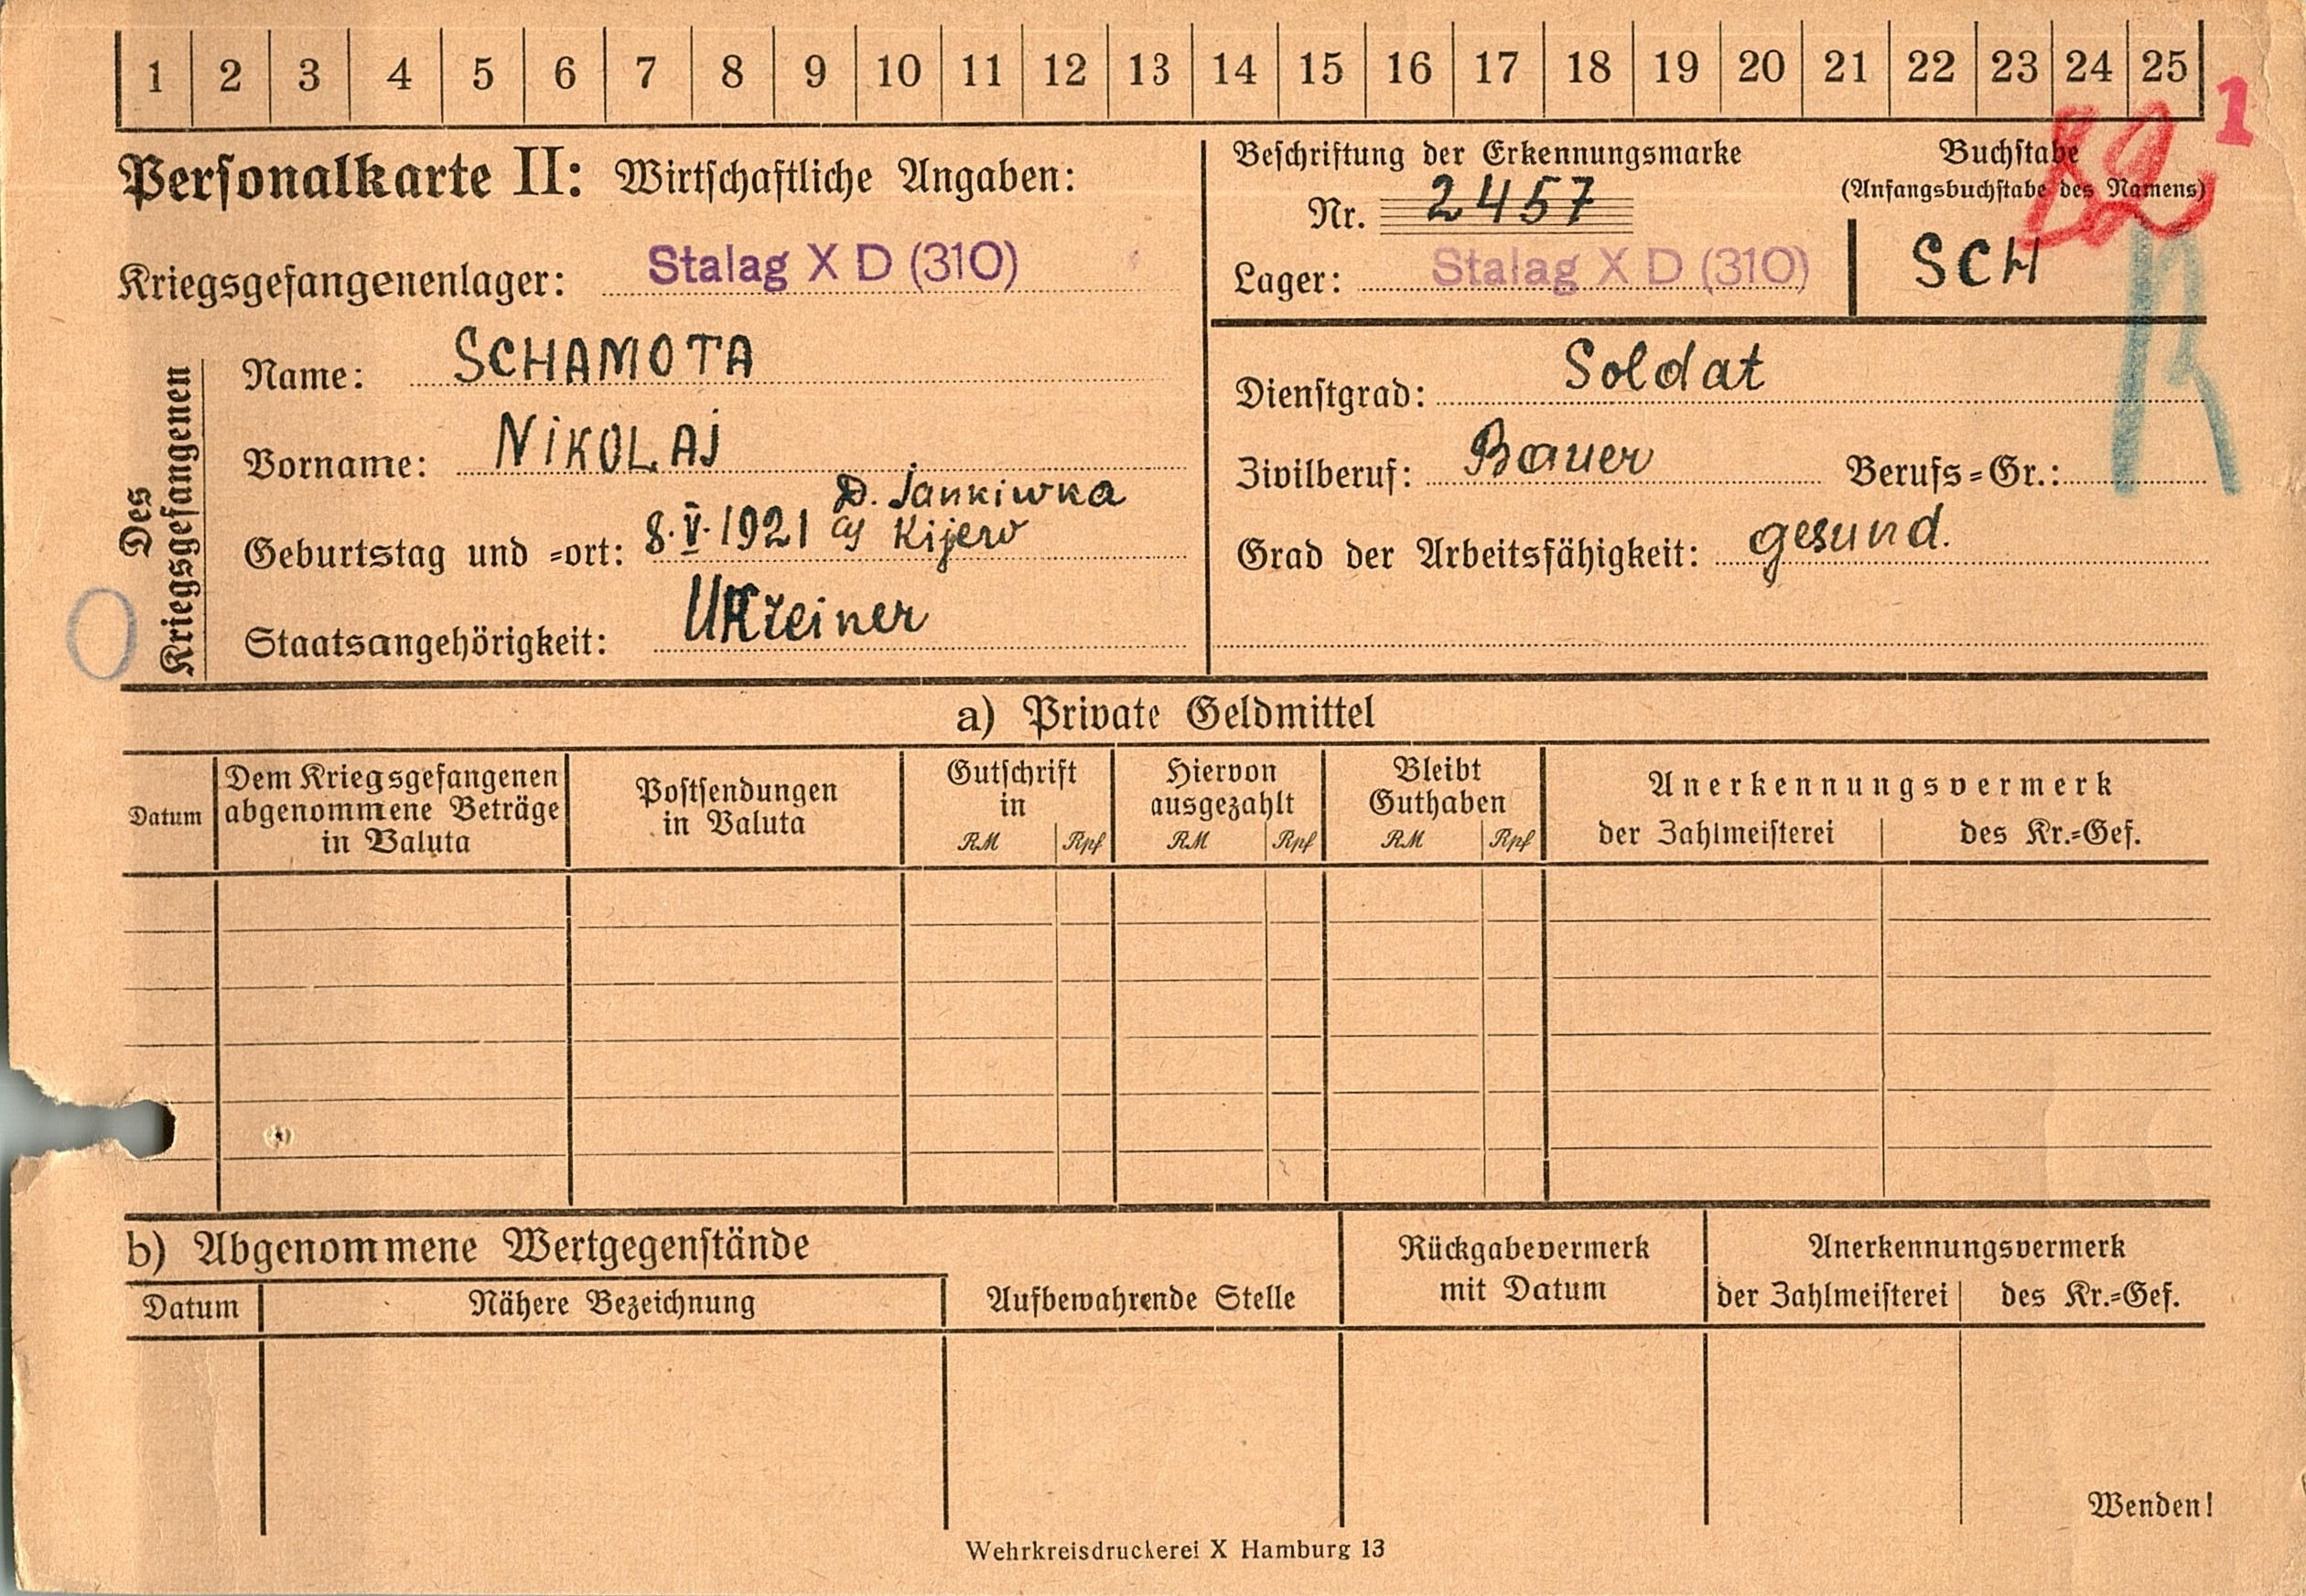 1 2 3 4 5 6 7 8 9 10 11 12 13 14 15 16 17 18 19 20 21 22 23 24 25
1
Personalkarte II: Wirtschaftliche Angaben:
Kriegsgefangenenlager: Stalag X D (310)
Des
Kriegsgefangenen
Name: SCHAMOTA
Vorname: NIKOLAJ
D. Jankiwka
Geburtstag und =ort: 8.V.1921 Kijew
Staatsangehörigkeit: UKreiner
Beschriftung der Erkennungsmarke
Nr. 2457
Lager: Stalag X D (310)
Buchstabe
(Anfangsbuchstabe des Namens)
SCH
Dienstgrad: Soldat
Zivilberuf: Bauer Berufs=Gr.:
Grad der Arbeitsfähigkeit: gesund.
a) Private Geldmittel
Datum
Dem Kriegsgefangenen
abgenommene Beträge
in Valuta
Postsendungen
in Valuta
Gutschrift
in
RM Rpf
Hiervon
ausgezahlt
RM Rpf
Bleibt
Guthaben
RM Rpf
Anerkennungsvermerk
der Zahlmeisterei des Kr.=Gef.
b) Abgenommene Wertgegenstände
Datum Nähere Bezeichnung
Aufbewahrende Stelle
Rückgabevermerk
mit Datum
Anerkennungsvermerk
der Zahlmeisterei des Kr.=Gef.
Wenden!
Wehrkreisdruckerei X Hamburg 13